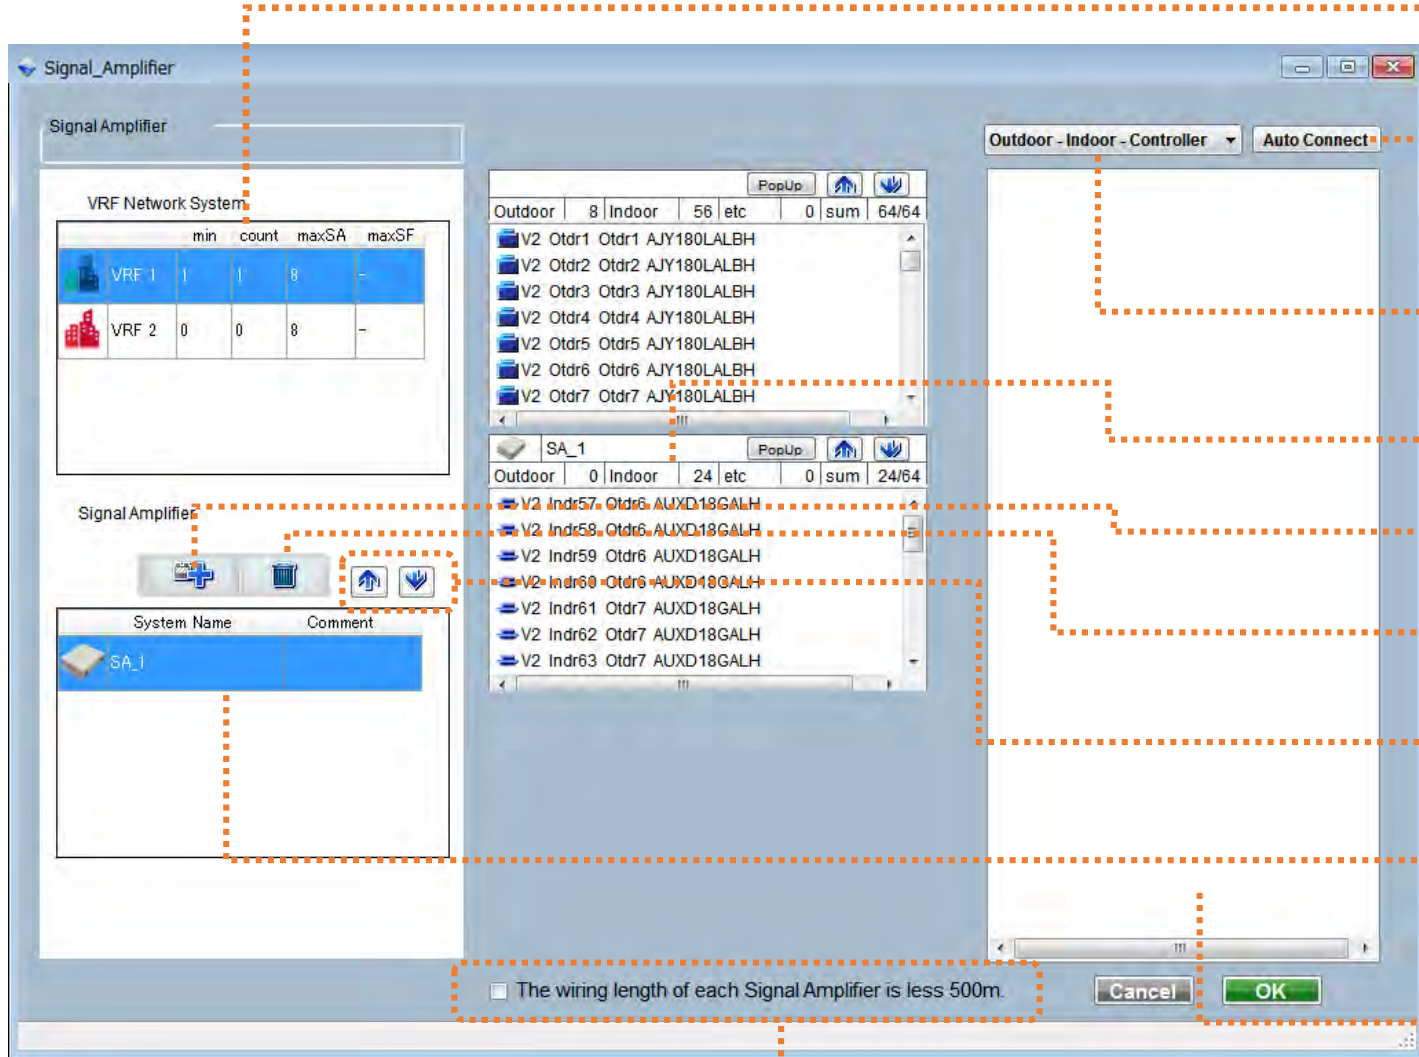 Signal_Amplifier
Signal Amplifier
Outdoor - Indoor - Controller
Auto Connect
VRF Network System
min count maxSA maxSF
VRF 1 1 1 8 -
VRF 2 0 0 8 -
PopUp
Outdoor 8 Indoor 56 etc 0 sum 64/64
V2 Otdr1 Otdr1 AJY180LALBH
V2 Otdr2 Otdr2 AJY180LALBH
V2 Otdr3 Otdr3 AJY180LALBH
V2 Otdr4 Otdr4 AJY180LALBH
V2 Otdr5 Otdr5 AJY180LALBH
V2 Otdr6 Otdr6 AJY180LALBH
V2 Otdr7 Otdr7 AJY180LALBH
SA_1 PopUp
Outdoor 0 Indoor 24 etc 0 sum 24/64
V2 Indr57 Otdr6 AUXD18GALH
V2 Indr58 Otdr6 AUXD18GALH
V2 Indr59 Otdr6 AUXD18GALH
V2 Indr60 Otdr6 AUXD18GALH
V2 Indr61 Otdr7 AUXD18GALH
V2 Indr62 Otdr7 AUXD18GALH
V2 Indr63 Otdr7 AUXD18GALH
Signal Amplifier
System Name Comment
SA_1
The wiring length of each Signal Amplifier is less 500m.
Cancel
OK